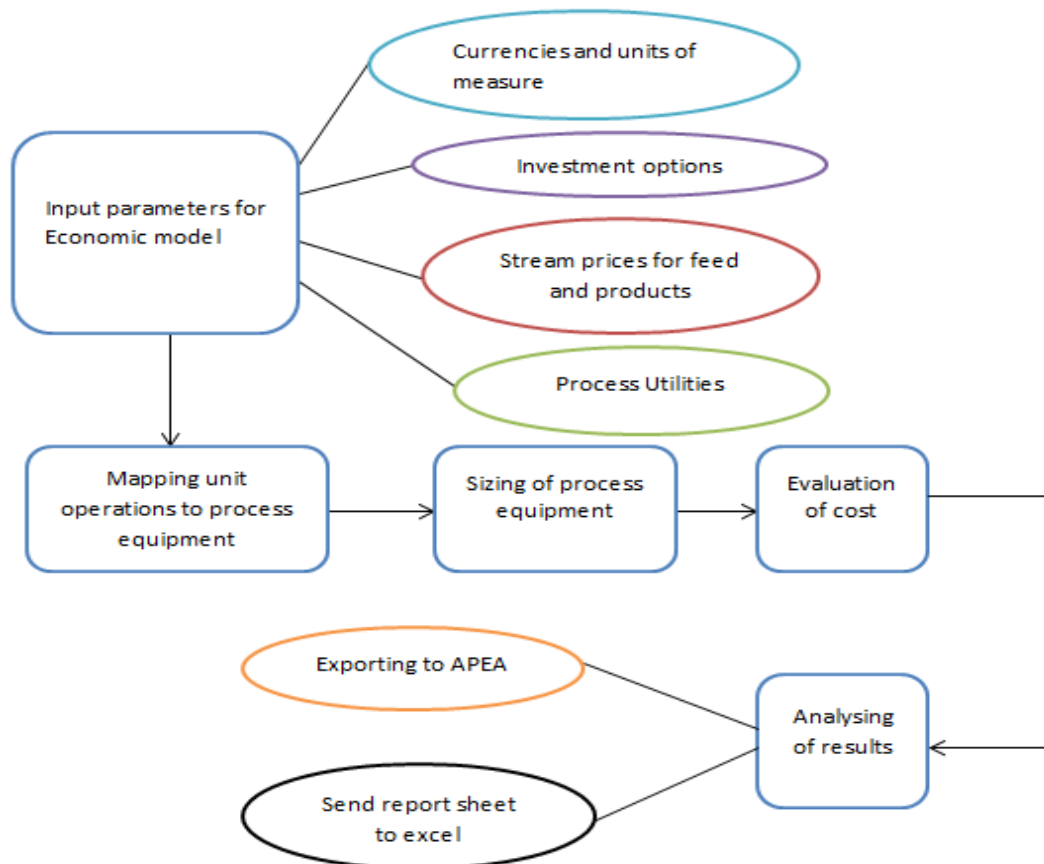 Currencies and units of
measure
Investment options
Input parameters for
Economic model
Stream prices for feed
and products
Process Utilities
Mapping unit
operations to process
equipment
Sizing of process
equipment
Evaluation
of cost
Exporting to APEA
Analysing
of results
Send report sheet
to excel